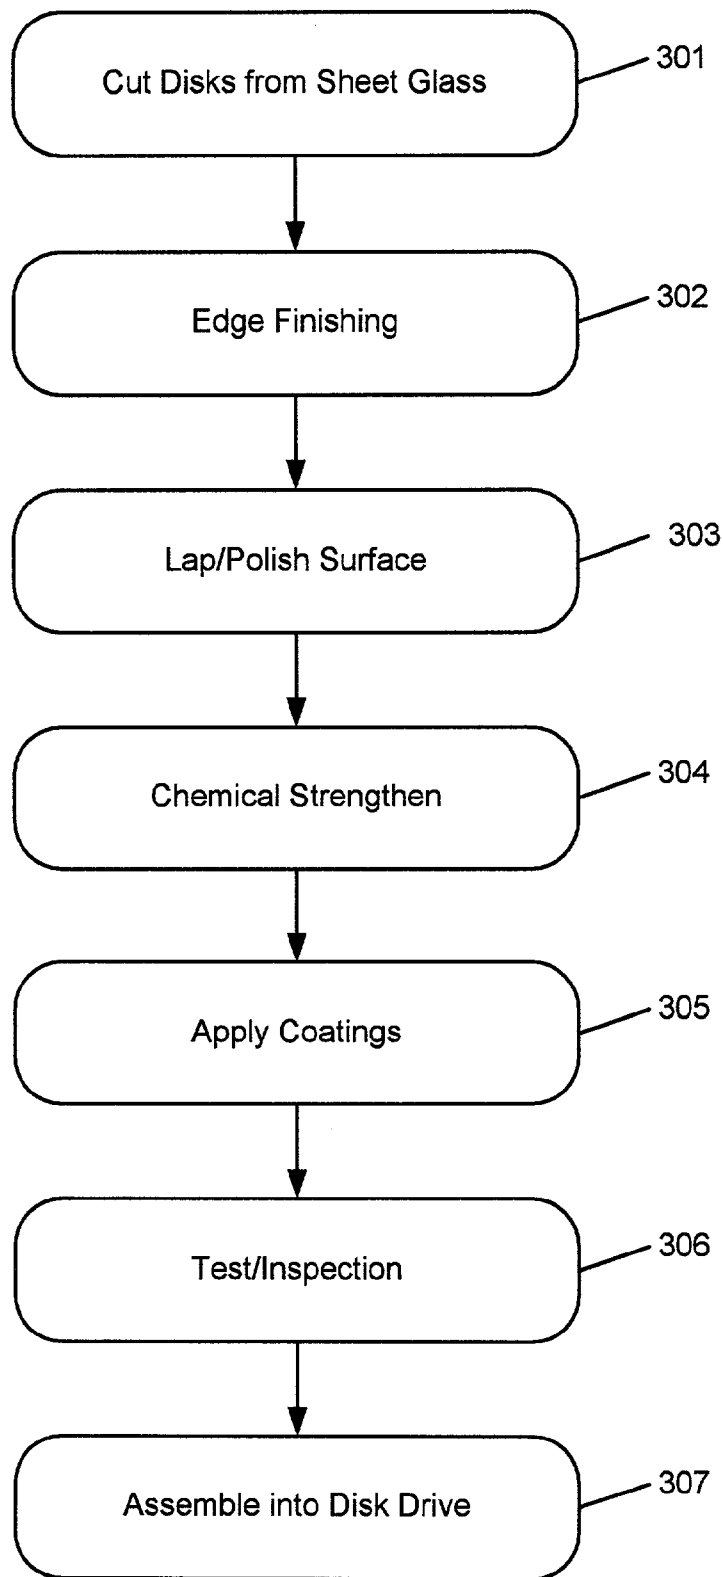 Cut Disks from Sheet Glass
301
Edge Finishing
302
Lap/Polish Surface
303
Chemical Strengthen
304
Apply Coatings
305
Test/Inspection
306
Assemble into Disk Drive
307